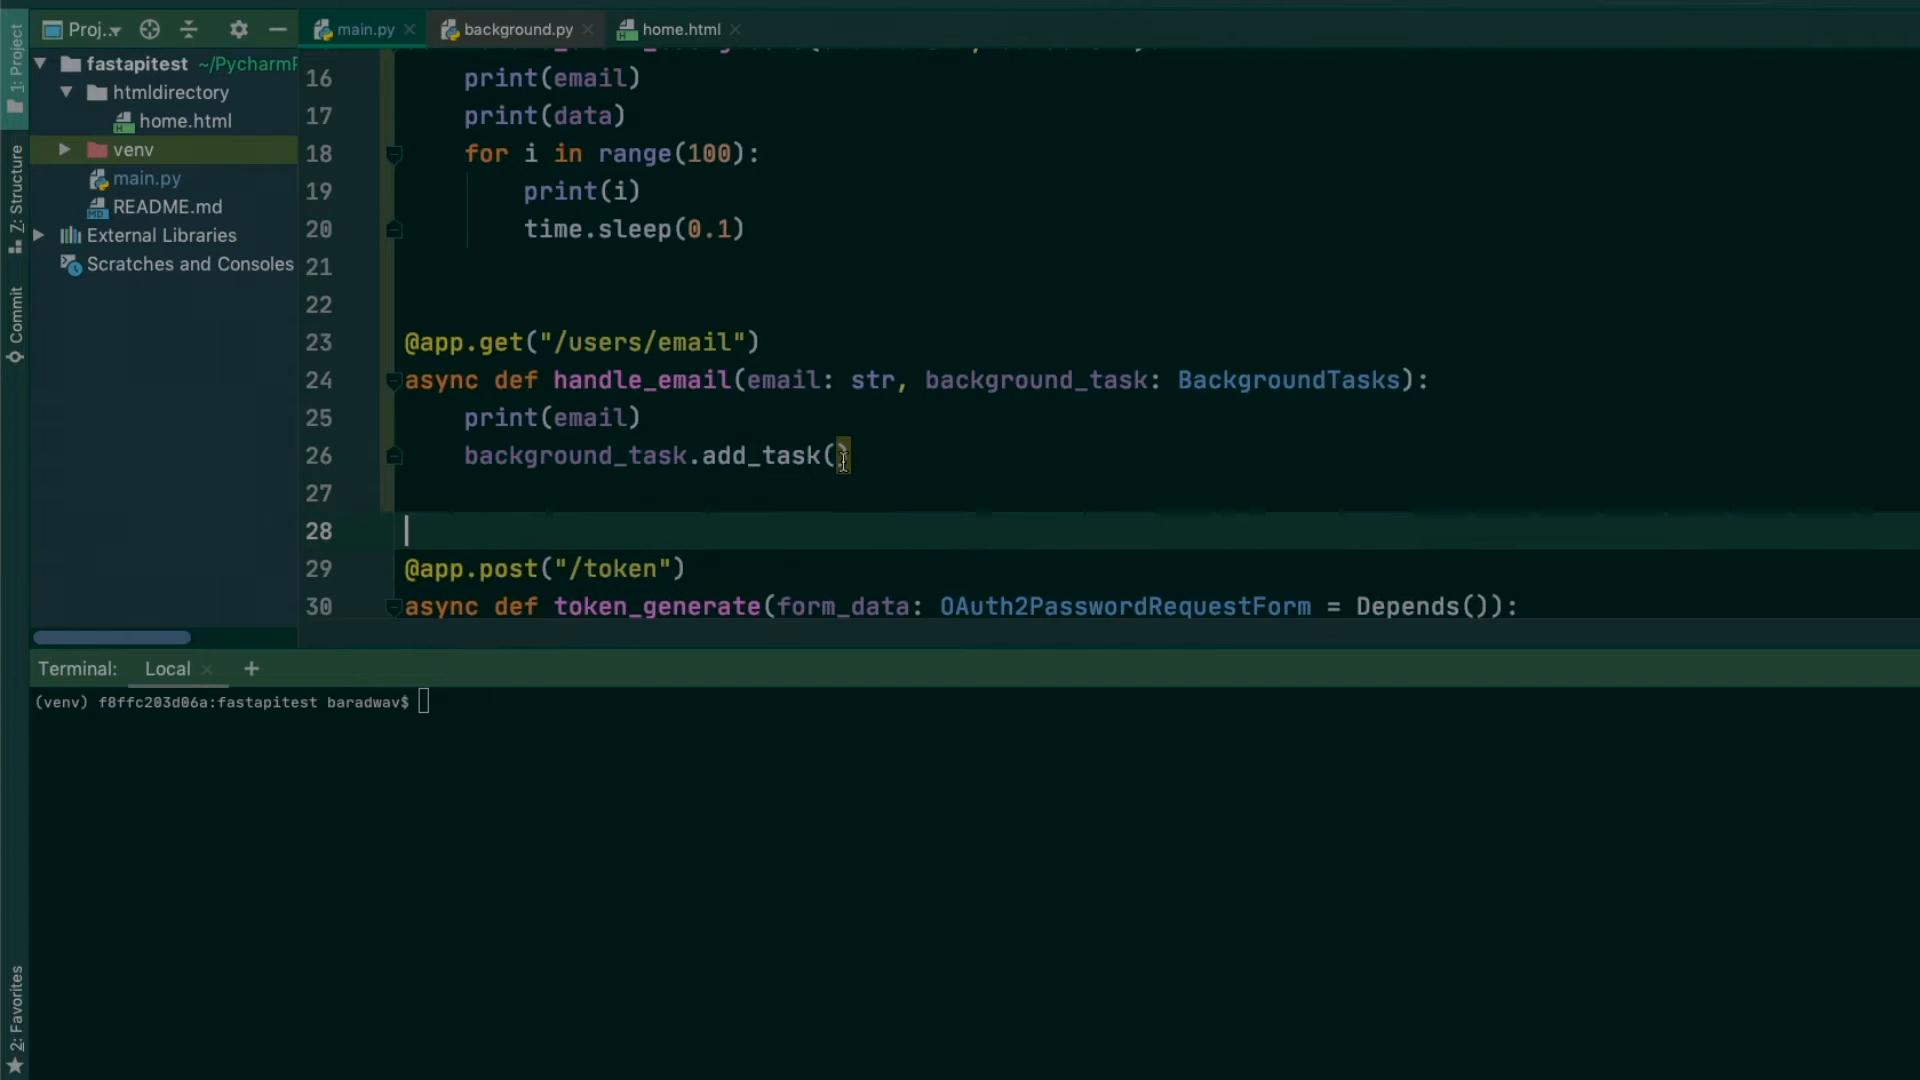 1: Project
Z: Structure
Commit
2: Favorites
Proj..
fastapitest ~/PycharmP
htmldirectory
home.html
venv
main.py
README.md
External Libraries
Scratches and Consoles
main.py
background.py
home.html
16 print(email)
17 print(data)
18 for i in range(100):
19 print(i)
20 time.sleep(0.1)
21
22
23 @app.get("/users/email")
24 async def handle_email(email: str, background_task: BackgroundTasks):
25 print(email)
26 background_task.add_task()
27
28
29 @app.post("/token")
30 async def token_generate(form_data: OAuth2PasswordRequestForm = Depends()):
Terminal: Local +
(venv) f8ffc203d06a:fastapitest baradwav$